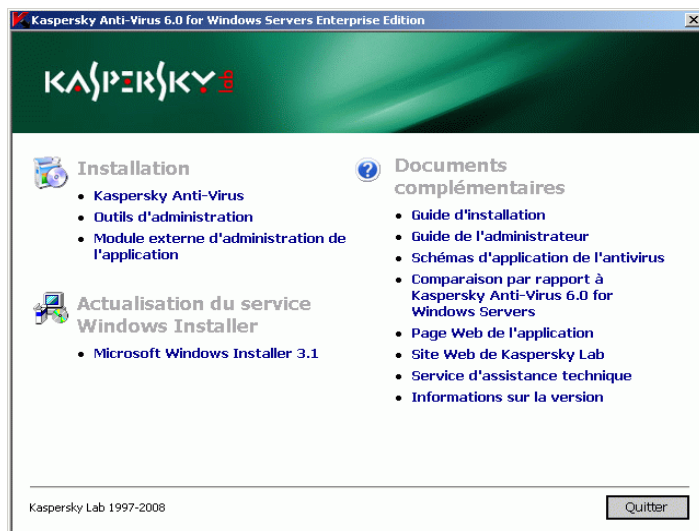 Kaspersky Anti-Virus 6.0 for Windows Servers Enterprise Edition
KASPERSKY lab
Installation
Kaspersky Anti-Virus
Outils d'administration
Module externe d'administration de
l'application
Actualisation du service
Windows Installer
Microsoft Windows Installer 3.1
Documents
complémentaires
Guide d'installation
Guide de l'administrateur
Schémas d'application de l'antivirus
Comparaison par rapport à
Kaspersky Anti-Virus 6.0 for
Windows Servers
Page Web de l'application
Site Web de Kaspersky Lab
Service d'assistance technique
Informations sur la version
Kaspersky Lab 1997-2008
Quitter